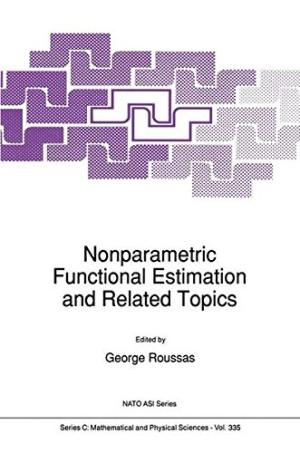 Nonparametric
Functional Estimation
and Related Topics
Edited by
George Roussas
NATO ASI Series
Series C: Mathematical and Physical Sciences - Vol. 335